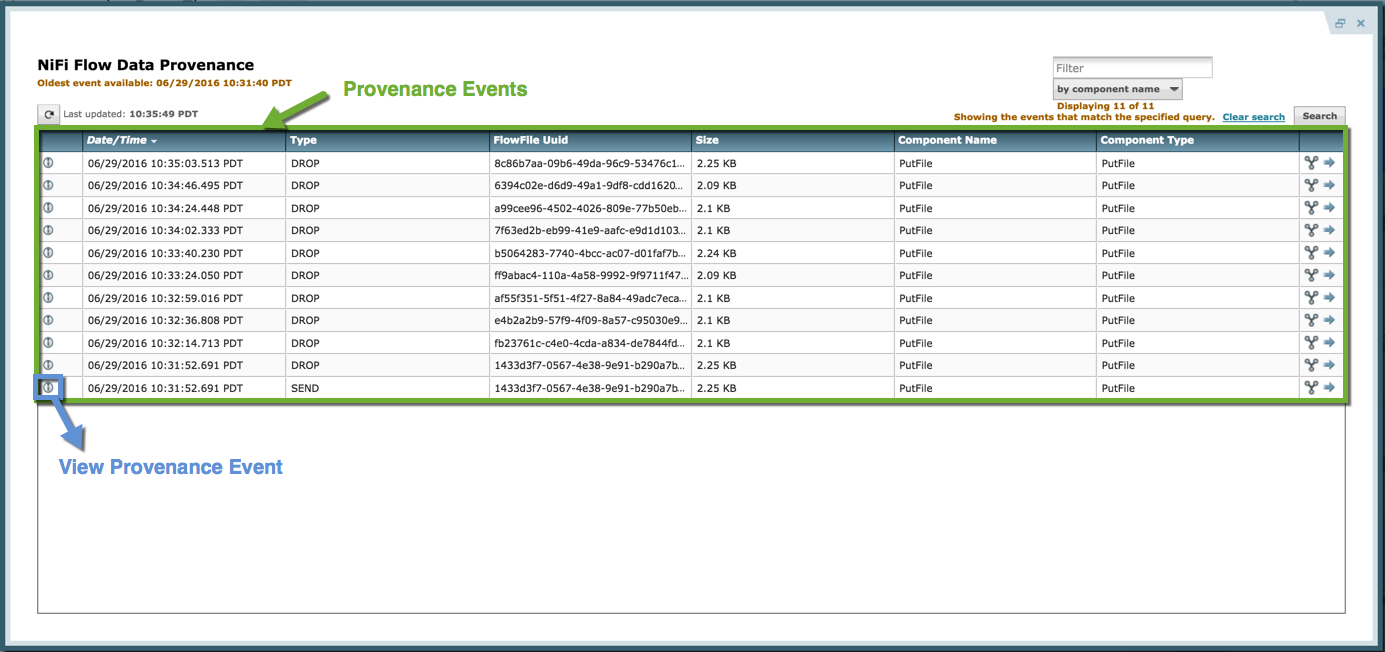 NiFi Flow Data Provenance
Oldest event available: 06/29/2016 10:31:40 PDT
Provenance Events
Filter
by component name
Displaying 11 of 11
Last updated: 10:35:49 PDT
Showing the events that match the specified query. Clear search Search
Date/Time Type FlowFile Uuid Size Component Name Component Type
06/29/2016 10:35:03.513 PDT DROP 8c86b7aa-09b6-49da-96c9-53476c1... 2.25 KB PutFile PutFile
06/29/2016 10:34:46.495 PDT DROP 6394c02e-d6d9-49a1-9df8-cdd1620... 2.09 KB PutFile PutFile
06/29/2016 10:34:24.448 PDT DROP a99cee96-4502-4026-809e-77b50eb... 2.1 KB PutFile PutFile
06/29/2016 10:34:02.333 PDT DROP 7f63ed2b-eb99-41e9-aafc-e9d1d103... 2.1 KB PutFile PutFile
06/29/2016 10:33:40.230 PDT DROP b5064283-7740-4bcc-ac07-d01faf7b... 2.24 KB PutFile PutFile
06/29/2016 10:33:24.050 PDT DROP ff9abac4-110a-4a58-9992-9f9711f47... 2.09 KB PutFile PutFile
06/29/2016 10:32:59.016 PDT DROP af55f351-5f51-4f27-8a84-49adc7eca... 2.1 KB PutFile PutFile
06/29/2016 10:32:36.808 PDT DROP e4b2a2b9-57f9-4f09-8a57-c95030e9... 2.1 KB PutFile PutFile
06/29/2016 10:32:14.713 PDT DROP fb23761c-c4e0-4cda-a834-de7844fd... 2.1 KB PutFile PutFile
06/29/2016 10:31:52.691 PDT DROP 1433d3f7-0567-4e38-9e91-b290a7b... 2.25 KB PutFile PutFile
06/29/2016 10:31:52.691 PDT SEND 1433d3f7-0567-4e38-9e91-b290a7b... 2.25 KB PutFile PutFile
View Provenance Event